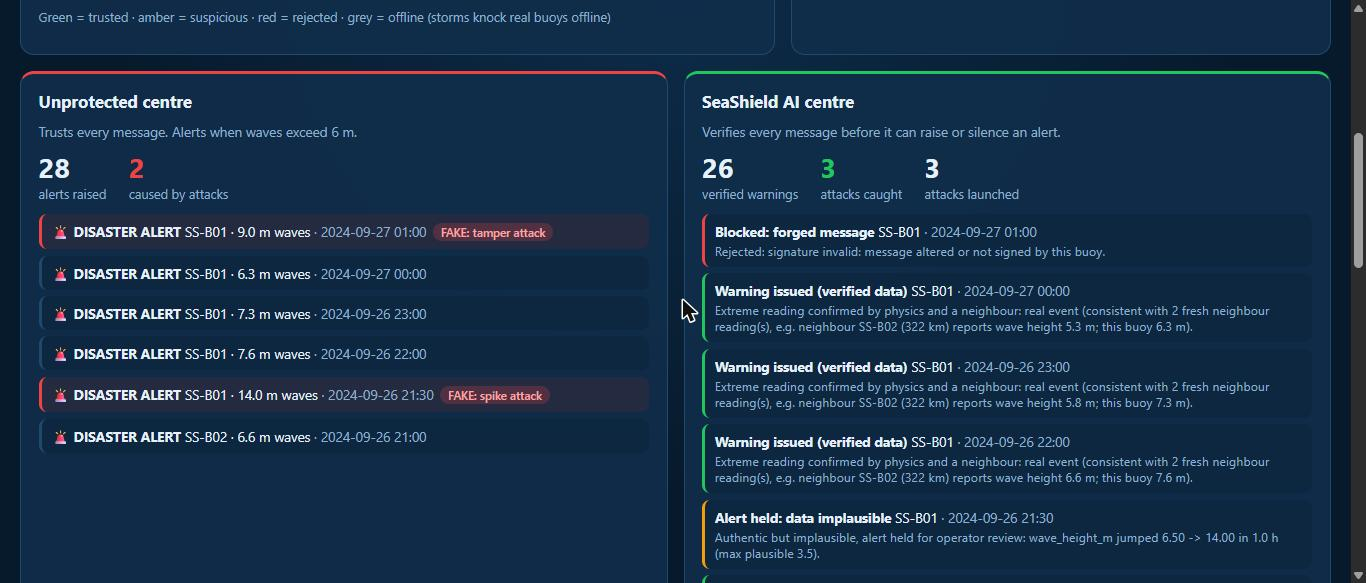 Green = trusted · amber = suspicious · red = rejected · grey = offline (storms knock real buoys offline)
Unprotected centre
Trusts every message. Alerts when waves exceed 6 m.
28
2
alerts raised
caused by attacks
🚨 DISASTER ALERT SS-B01 · 9.0 m waves · 2024-09-27 01:00 FAKE: tamper attack
🚨 DISASTER ALERT SS-B01 · 6.3 m waves · 2024-09-27 00:00
🚨 DISASTER ALERT SS-B01 · 7.3 m waves · 2024-09-26 23:00
🚨 DISASTER ALERT SS-B01 · 7.6 m waves · 2024-09-26 22:00
🚨 DISASTER ALERT SS-B01 · 14.0 m waves · 2024-09-26 21:30 FAKE: spike attack
🚨 DISASTER ALERT SS-B02 · 6.6 m waves · 2024-09-26 21:00
SeaShield AI centre
Verifies every message before it can raise or silence an alert.
26
3
3
verified warnings
attacks caught
attacks launched
Blocked: forged message SS-B01 · 2024-09-27 01:00
Rejected: signature invalid: message altered or not signed by this buoy.
Warning issued (verified data) SS-B01 · 2024-09-27 00:00
Extreme reading confirmed by physics and a neighbour: real event (consistent with 2 fresh neighbour
reading(s), e.g. neighbour SS-B02 (322 km) reports wave height 5.3 m; this buoy 6.3 m).
Warning issued (verified data) SS-B01 · 2024-09-26 23:00
Extreme reading confirmed by physics and a neighbour: real event (consistent with 2 fresh neighbour
reading(s), e.g. neighbour SS-B02 (322 km) reports wave height 5.8 m; this buoy 7.3 m).
Warning issued (verified data) SS-B01 · 2024-09-26 22:00
Extreme reading confirmed by physics and a neighbour: real event (consistent with 2 fresh neighbour
reading(s), e.g. neighbour SS-B02 (322 km) reports wave height 6.6 m; this buoy 7.6 m).
Alert held: data implausible SS-B01 · 2024-09-26 21:30
Authentic but implausible, alert held for operator review: wave_height_m jumped 6.50 -> 14.00 in 1.0 h
(max plausible 3.5).